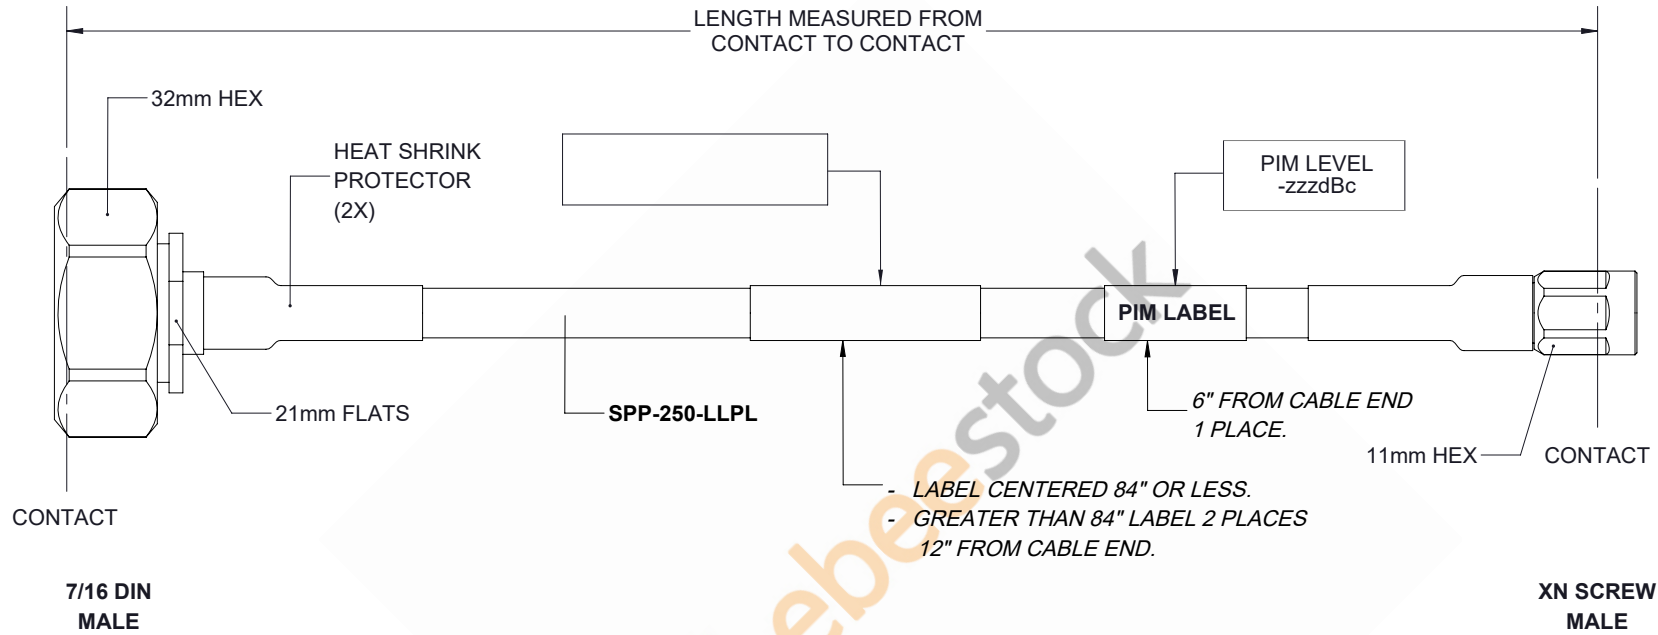 LENGTH MEASURED FROM
CONTACT TO CONTACT
32mm HEX
HEAT SHRINK
PROTECTOR
(2X)
PIM LEVEL
-zzzdBc
PIM LABEL
21mm FLATS
SPP-250-LLPL
6" FROM CABLE END
1 PLACE.
11mm HEX
CONTACT
- LABEL CENTERED 84" OR LESS.
- GREATER THAN 84" LABEL 2 PLACES
12" FROM CABLE END.
CONTACT
7/16 DIN
MALE
XN SCREW
MALE
ebeestock